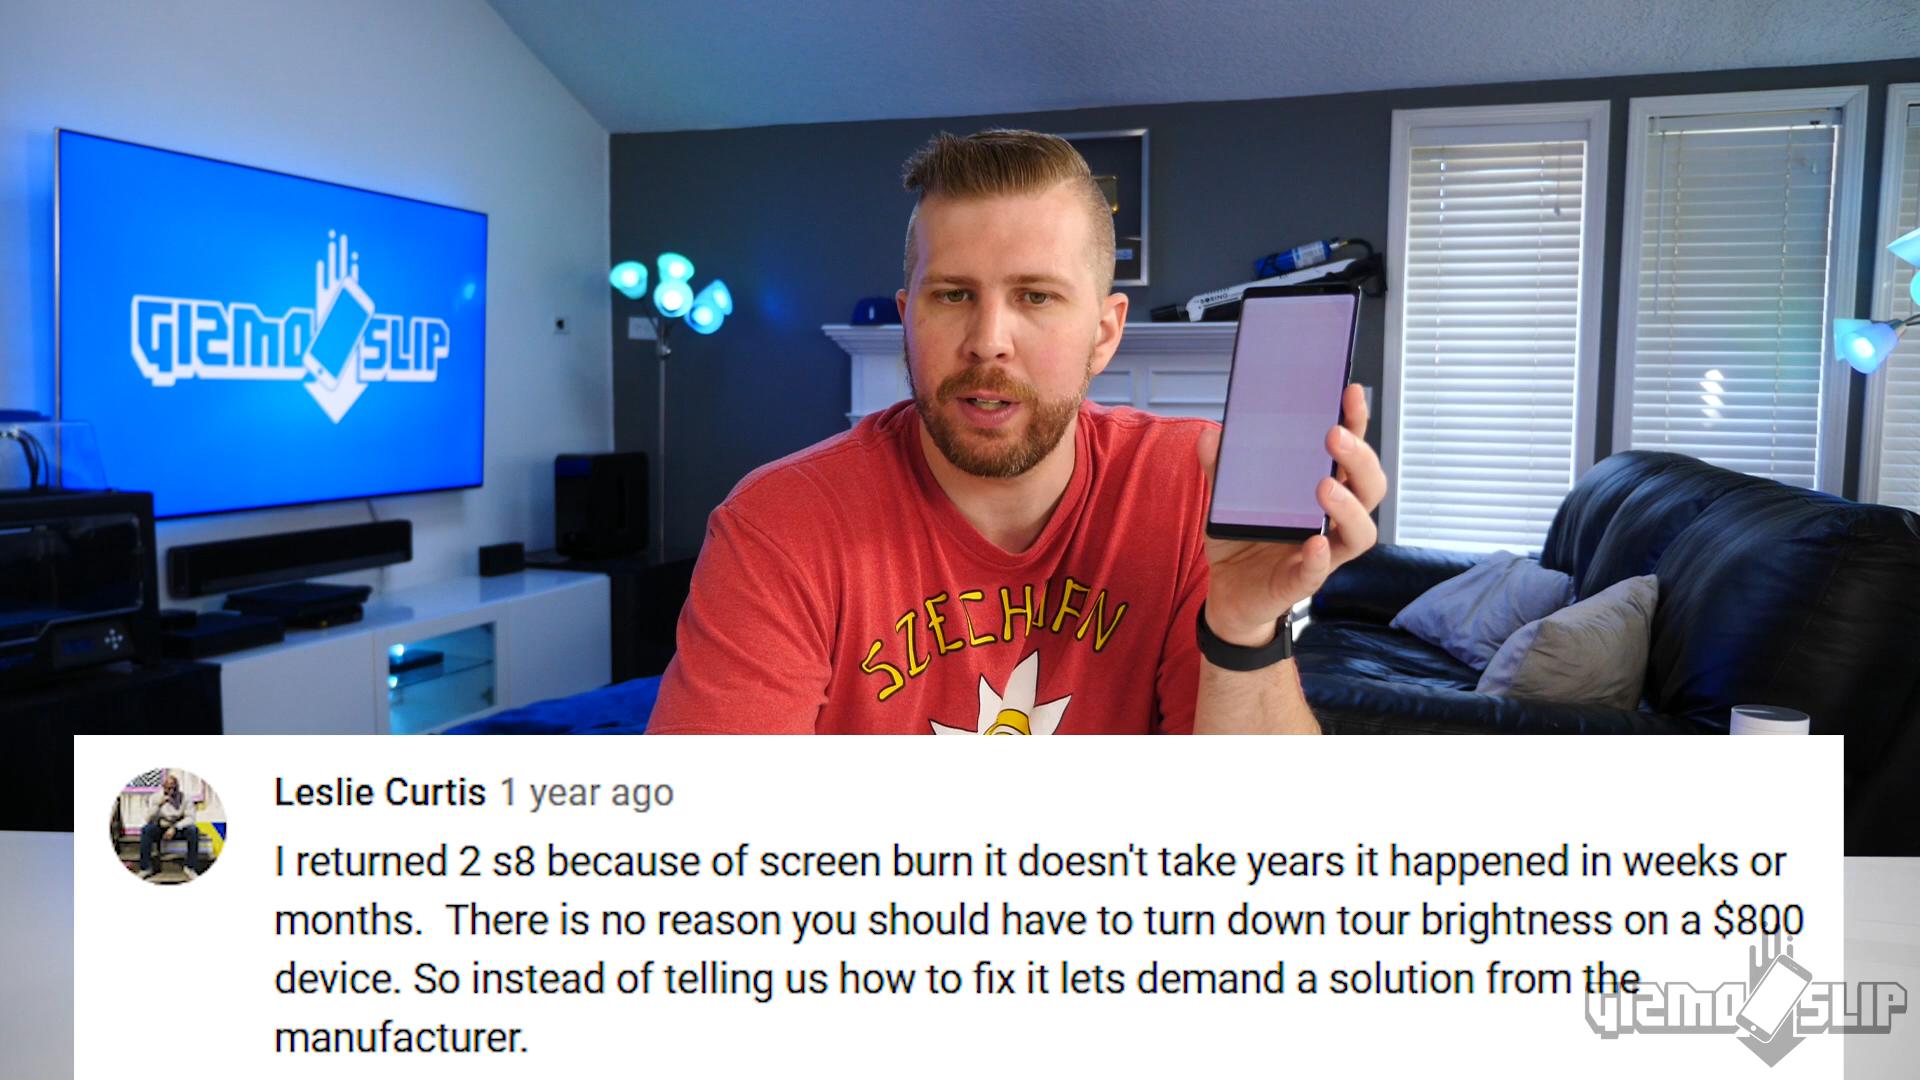 GIZMOSLIP
THE BORING
SZECHUAN
Leslie Curtis 1 year ago
I returned 2 s8 because of screen burn it doesn't take years it happened in weeks or
months.  There is no reason you should have to turn down tour brightness on a $800
device. So instead of telling us how to fix it lets demand a solution from the
manufacturer.
GIZMOSLIP